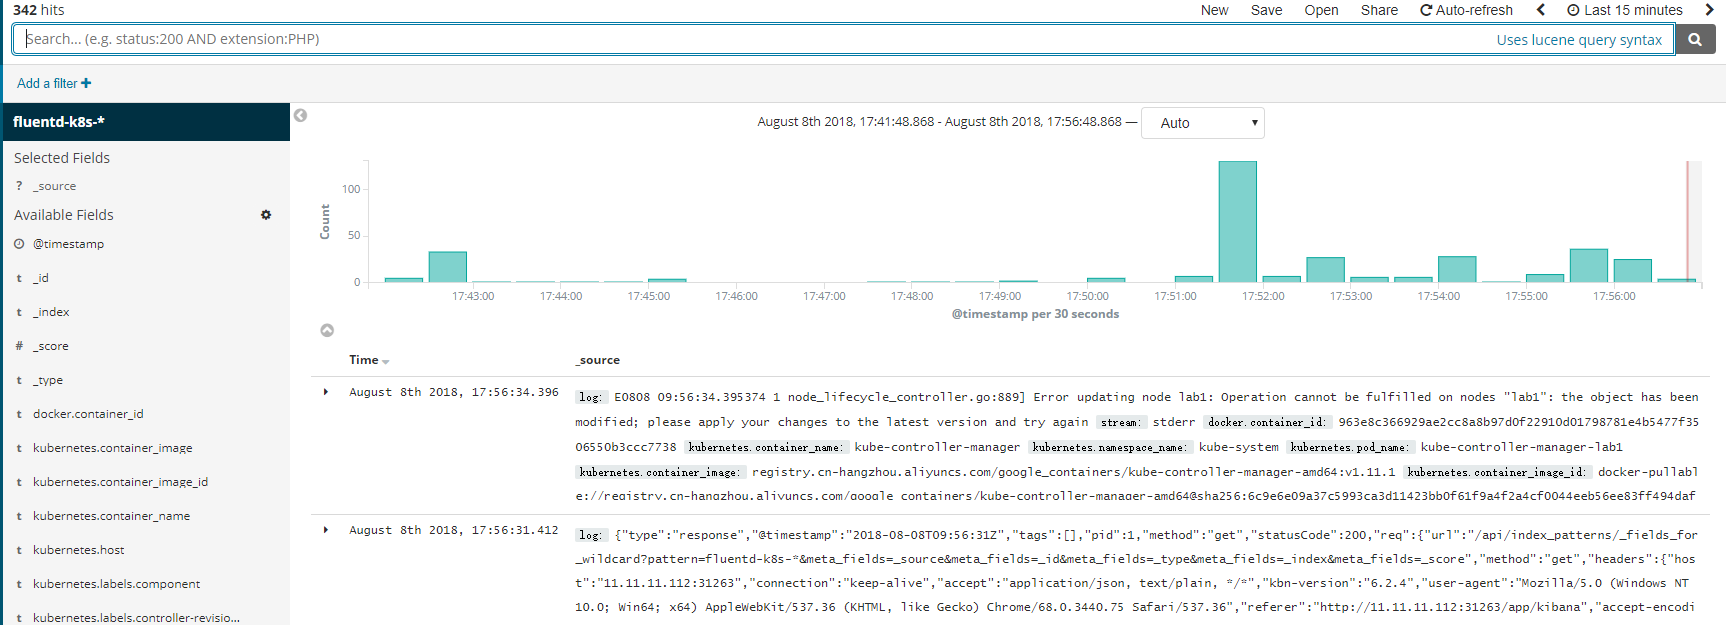 342 hits
New Save Open Share Auto-refresh Last 15 minutes
Search... (e.g. status:200 AND extension:PHP) Uses lucene query syntax
Add a filter +
fluentd-k8s-*
Selected Fields
? _source
Available Fields
@timestamp
t _id
t _index
# _score
t _type
t docker.container_id
t kubernetes.container_image
t kubernetes.container_image_id
t kubernetes.container_name
t kubernetes.host
t kubernetes.labels.component
t kubernetes.labels.controller-revisio...
August 8th 2018, 17:41:48.868 - August 8th 2018, 17:56:48.868 — Auto
Count
100
50
0
17:43:00 17:44:00 17:45:00 17:46:00 17:47:00 17:48:00 17:49:00 17:50:00 17:51:00 17:52:00 17:53:00 17:54:00 17:55:00 17:56:00
@timestamp per 30 seconds
Time _source
August 8th 2018, 17:56:34.396
log: E0808 09:56:34.395374 1 node_lifecycle_controller.go:889] Error updating node lab1: Operation cannot be fulfilled on nodes "lab1": the object has been
modified; please apply your changes to the latest version and try again stream: stderr docker.container_id: 963e8c366929ae2cc8a8b97d0f22910d01798781e4b5477f35
06550b3ccc7738 kubernetes.container_name: kube-controller-manager kubernetes.namespace_name: kube-system kubernetes.pod_name: kube-controller-manager-lab1
kubernetes.container_image: registry.cn-hangzhou.aliyuncs.com/google_containers/kube-controller-manager-amd64:v1.11.1 kubernetes.container_image_id: docker-pullabl
e://registry.cn-hangzhou.aliyuncs.com/google_containers/kube-controller-manager-amd64@sha256:6c9e6e09a37c5993ca3d11423bb0f61f9a4f2a4cf0044eeb56ee83ff494daf
August 8th 2018, 17:56:31.412
log: {"type":"response","@timestamp":"2018-08-08T09:56:31Z","tags":[],"pid":1,"method":"get","statusCode":200,"req":{"url":"/api/index_patterns/_fields_for
_wildcard?pattern=fluentd-k8s-*&meta_fields=_source&meta_fields=_id&meta_fields=_type&meta_fields=_index&meta_fields=_score","method":"get","headers":{"hos
t":"11.11.11.112:31263","connection":"keep-alive","accept":"application/json, text/plain, */*","kbn-version":"6.2.4","user-agent":"Mozilla/5.0 (Windows NT
10.0; Win64; x64) AppleWebKit/537.36 (KHTML, like Gecko) Chrome/68.0.3440.75 Safari/537.36","referer":"http://11.11.11.112:31263/app/kibana","accept-encodi